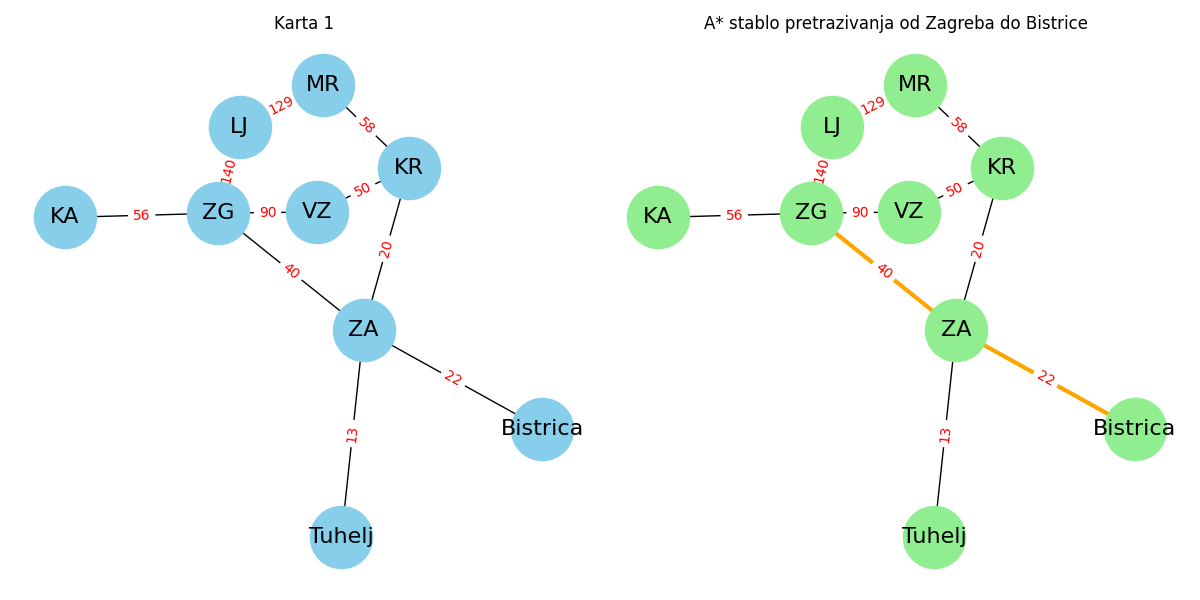 Karta 1
MR
129
LJ
58
KR
140
50
KA
56
ZG
90
VZ
20
40
ZA
22
13
Bistrica
Tuhelj
A* stablo pretrazivanja od Zagreba do Bistrice
MR
129
LJ
58
KR
140
50
KA
56
ZG
90
VZ
20
40
ZA
22
13
Bistrica
Tuhelj